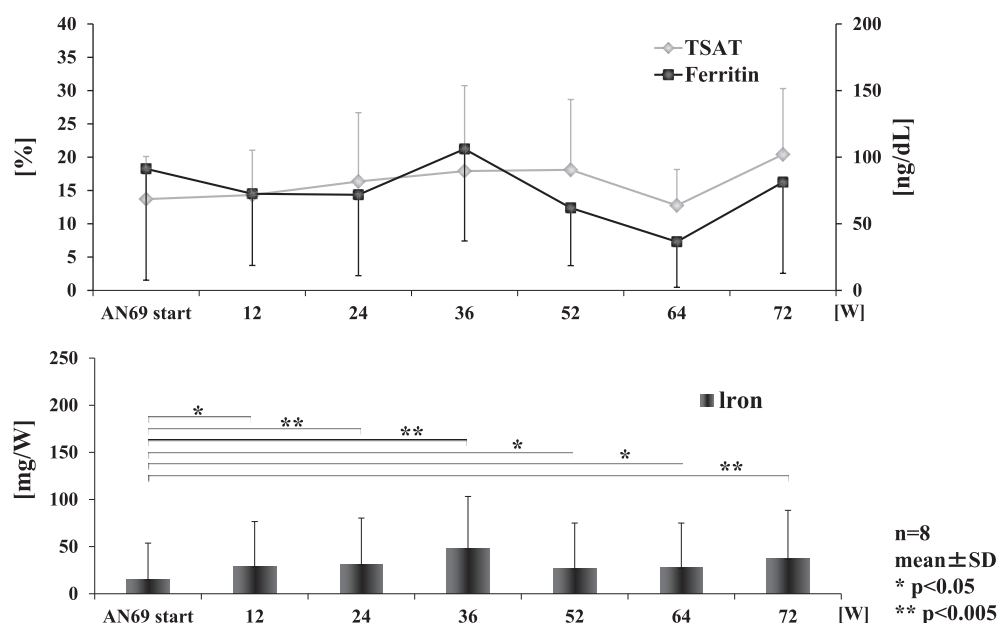 40
35
30
25
20
15
10
5
0
[%]
200
150
100
50
0
[ng/dL]
TSAT
Ferritin
AN69 start 12 24 36 52 64 72 [W]
250
200
150
100
50
0
[mg/W]
lron
*
**
**
*
*
**
AN69 start 12 24 36 52 64 72 [W]
n=8
mean±SD
* p<0.05
** p<0.005